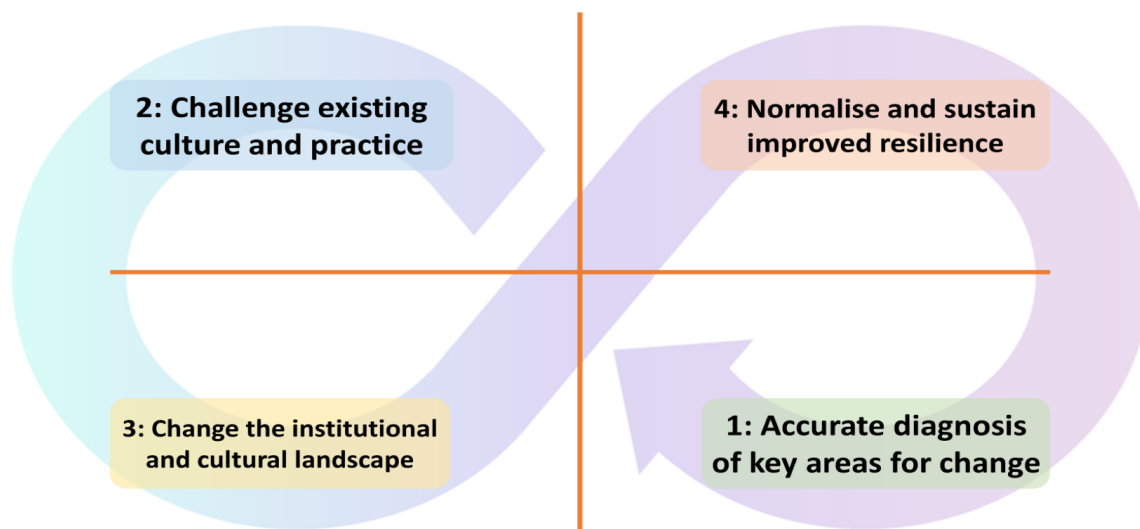 2: Challenge existing
culture and practice
4: Normalise and sustain
improved resilience
3: Change the institutional
and cultural landscape
1: Accurate diagnosis
of key areas for change